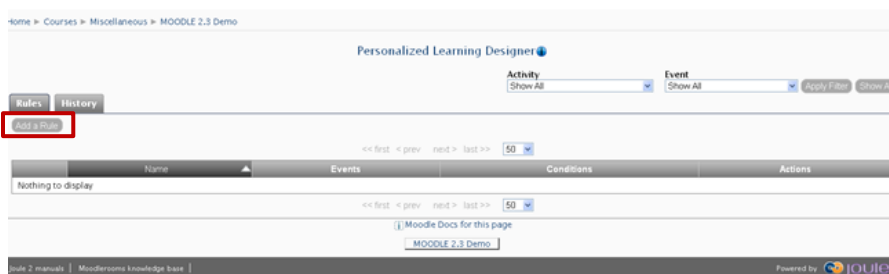 Home ► Courses ► Miscellaneous ► MOODLE 2.3 Demo
Personalized Learning Designer
Activity Event
Show All Show All Apply Filter Show A
Rules History
Add a Rule
<< first < prev next > last >> 50
Name Events Conditions Actions
Nothing to display
<< first < prev next > last >> 50
Moodle Docs for this page
MOODLE 2.3 Demo
Joule 2 manuals | Moodlerooms knowledge base | Powered by joule